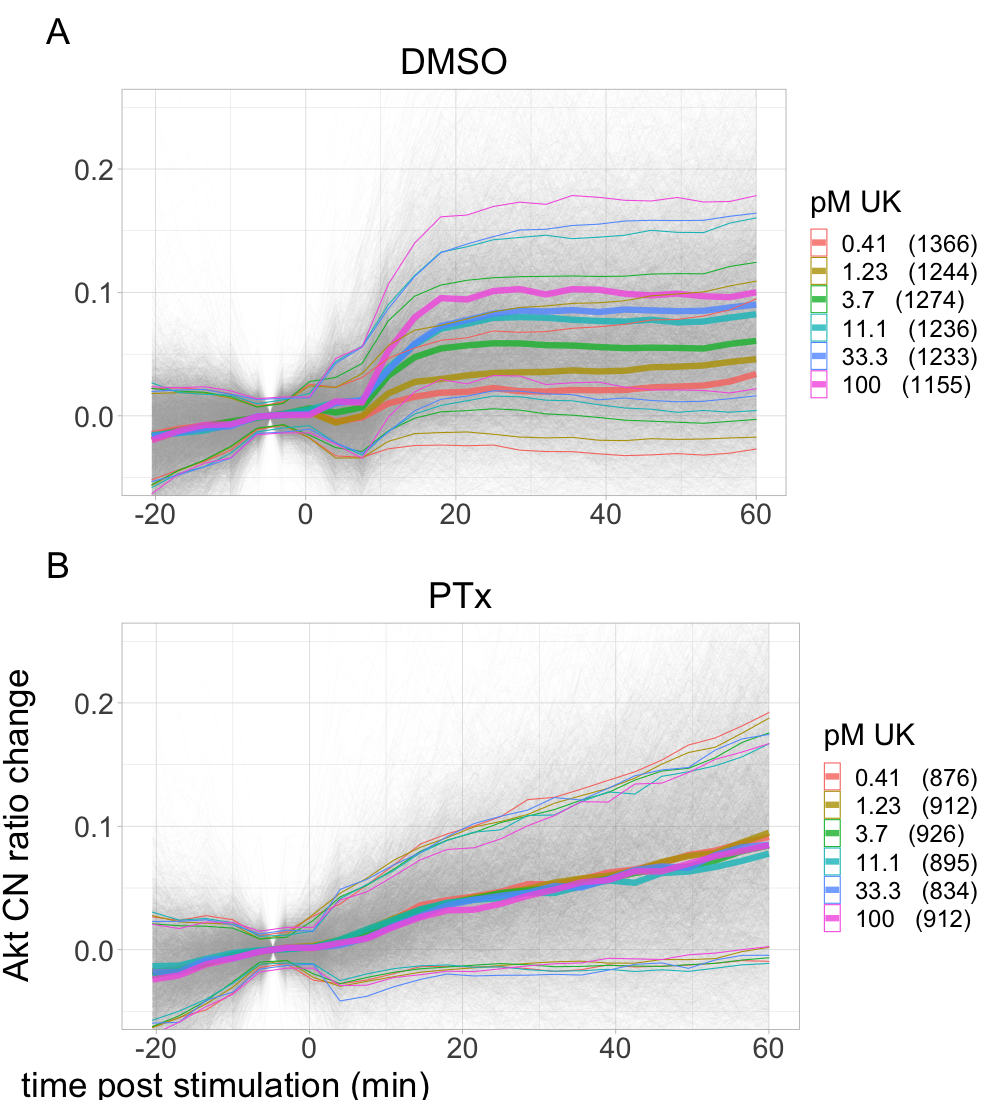 A
DMSO
0.2
0.1
0.0
-20 0 20 40 60
pM UK
0.41 (1366)
1.23 (1244)
3.7 (1274)
11.1 (1236)
33.3 (1233)
100 (1155)
B
PTx
Akt CN ratio change
0.2
0.1
0.0
-20 0 20 40 60
time post stimulation (min)
pM UK
0.41 (876)
1.23 (912)
3.7 (926)
11.1 (895)
33.3 (834)
100 (912)